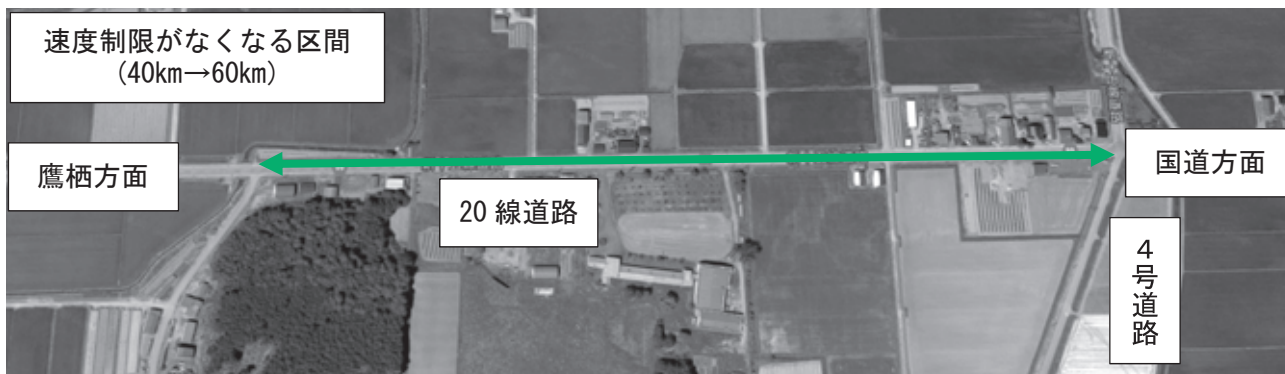 速度制限がなくなる区間
(40km→60km)
鷹栖方面
国道方面
20 線道路
4号道路